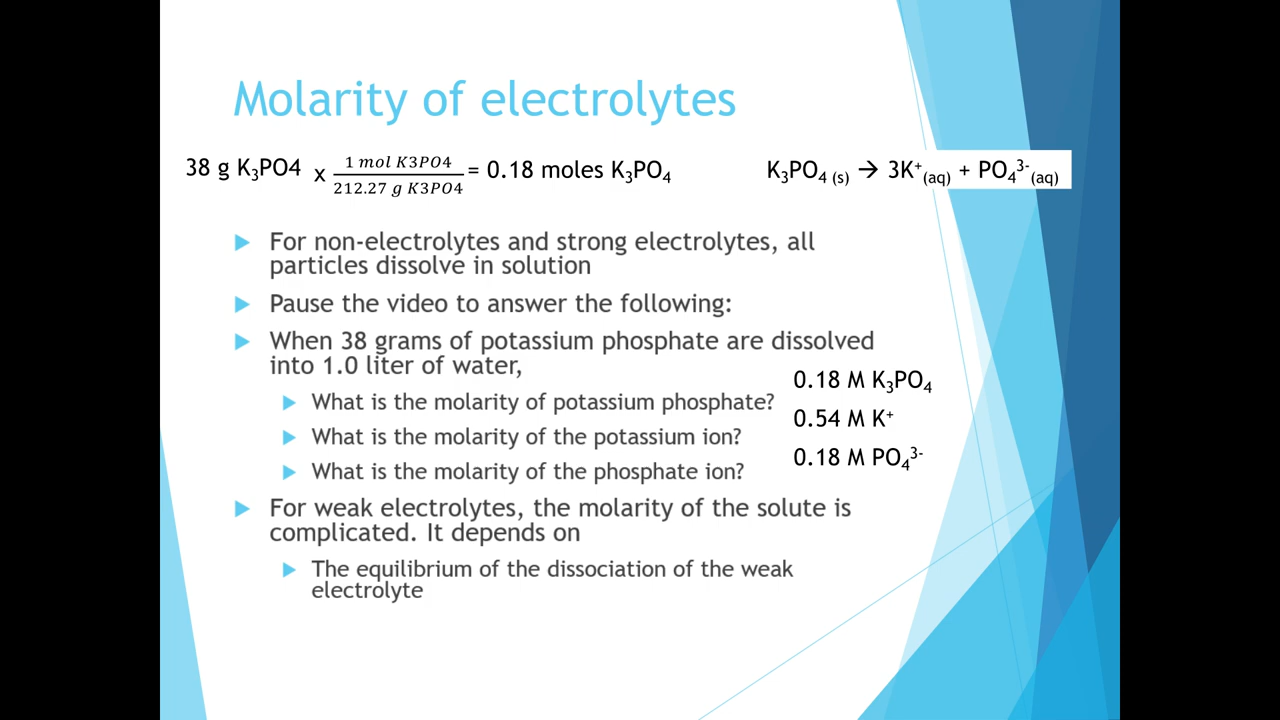 Molarity of electrolytes
38 g K₃PO4 x 1 mol K3PO4 / 212.27 g K3PO4 = 0.18 moles K₃PO₄
K₃PO₄ ₍s₎ → 3K⁺(aq) + PO₄³⁻(aq)
For non-electrolytes and strong electrolytes, all
particles dissolve in solution
Pause the video to answer the following:
When 38 grams of potassium phosphate are dissolved
into 1.0 liter of water,
What is the molarity of potassium phosphate?
0.18 M K₃PO₄
What is the molarity of the potassium ion?
0.54 M K⁺
What is the molarity of the phosphate ion?
0.18 M PO₄³⁻
For weak electrolytes, the molarity of the solute is
complicated. It depends on
The equilibrium of the dissociation of the weak
electrolyte